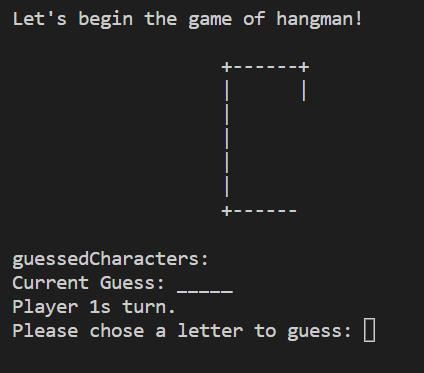 Let's begin the game of hangman!
+------+
|      |
|
|
|
|
+------
guessedCharacters:
Current Guess: _____
Player 1s turn.
Please chose a letter to guess: